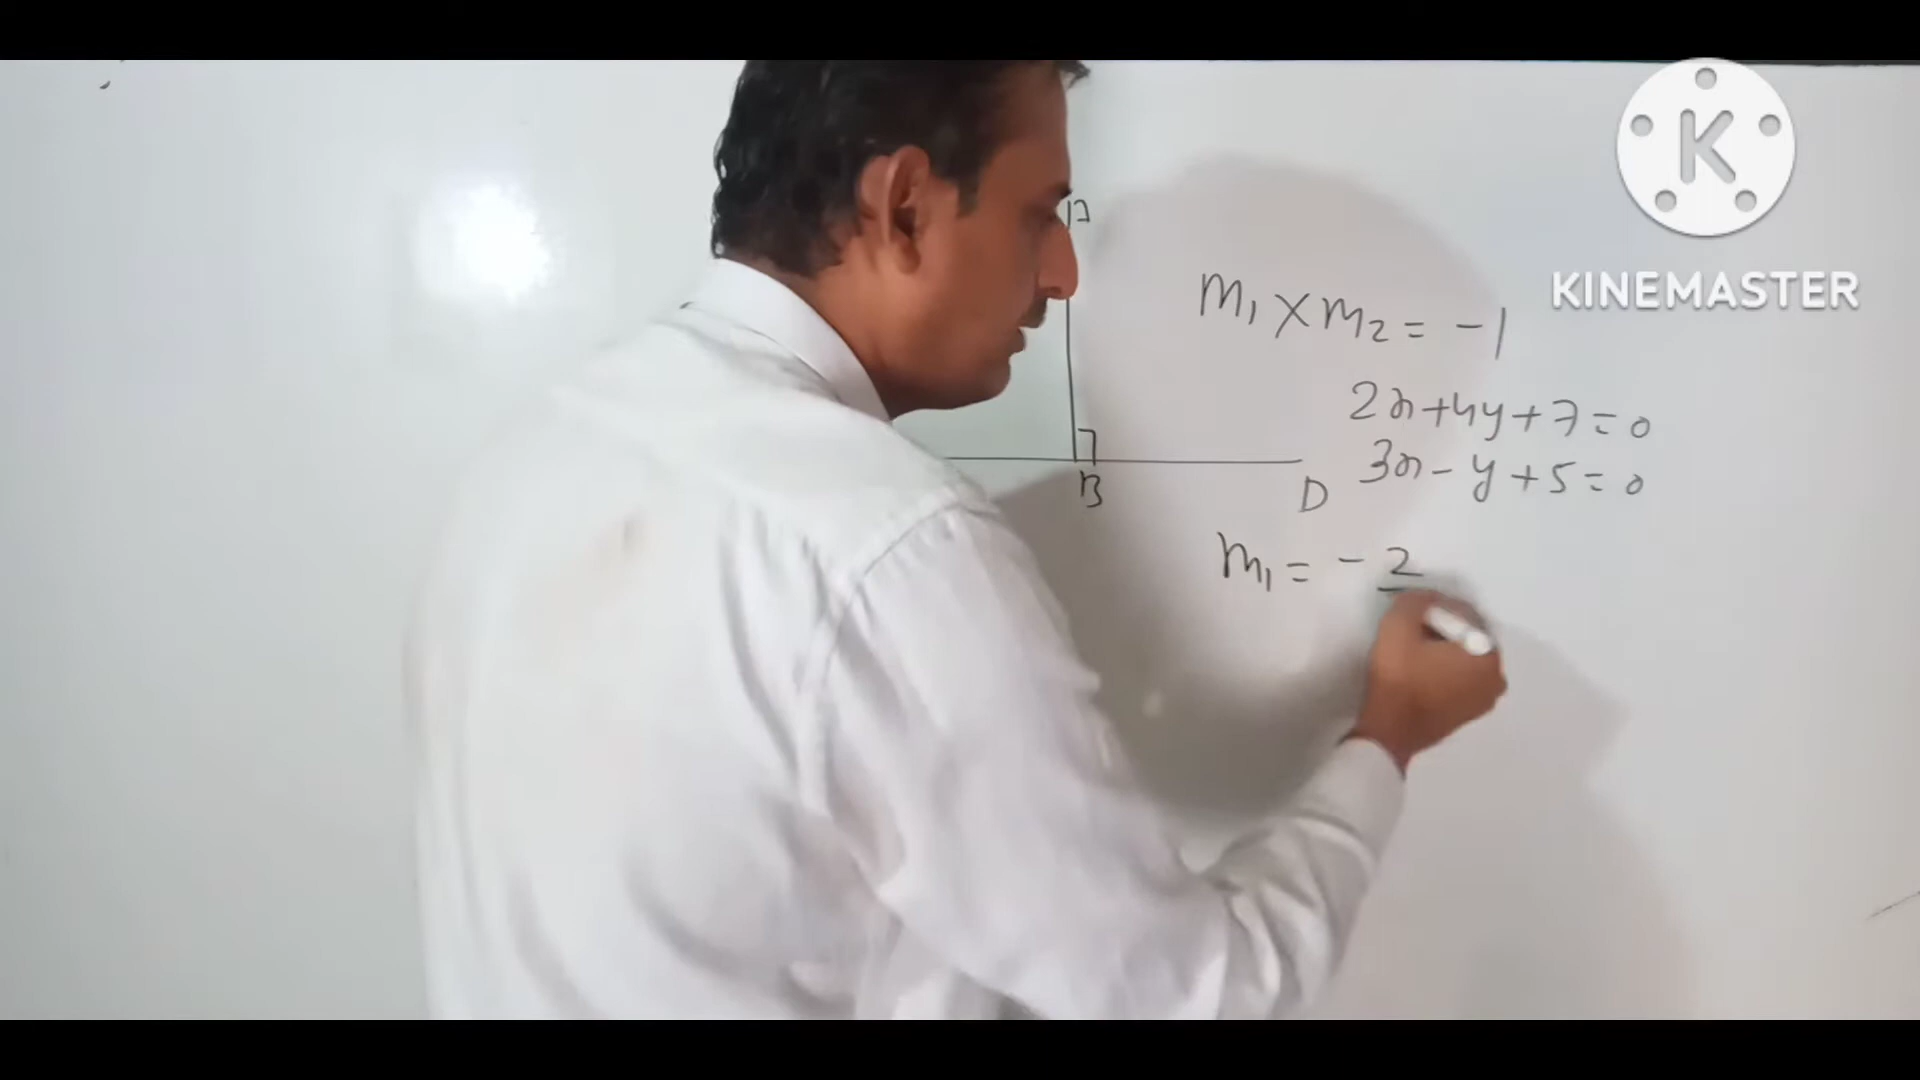 K
KINEMASTER
A
m₁ × m₂ = -1
2x+4y+7=0
3x-y+5=0
B
D
m₁ = - 2